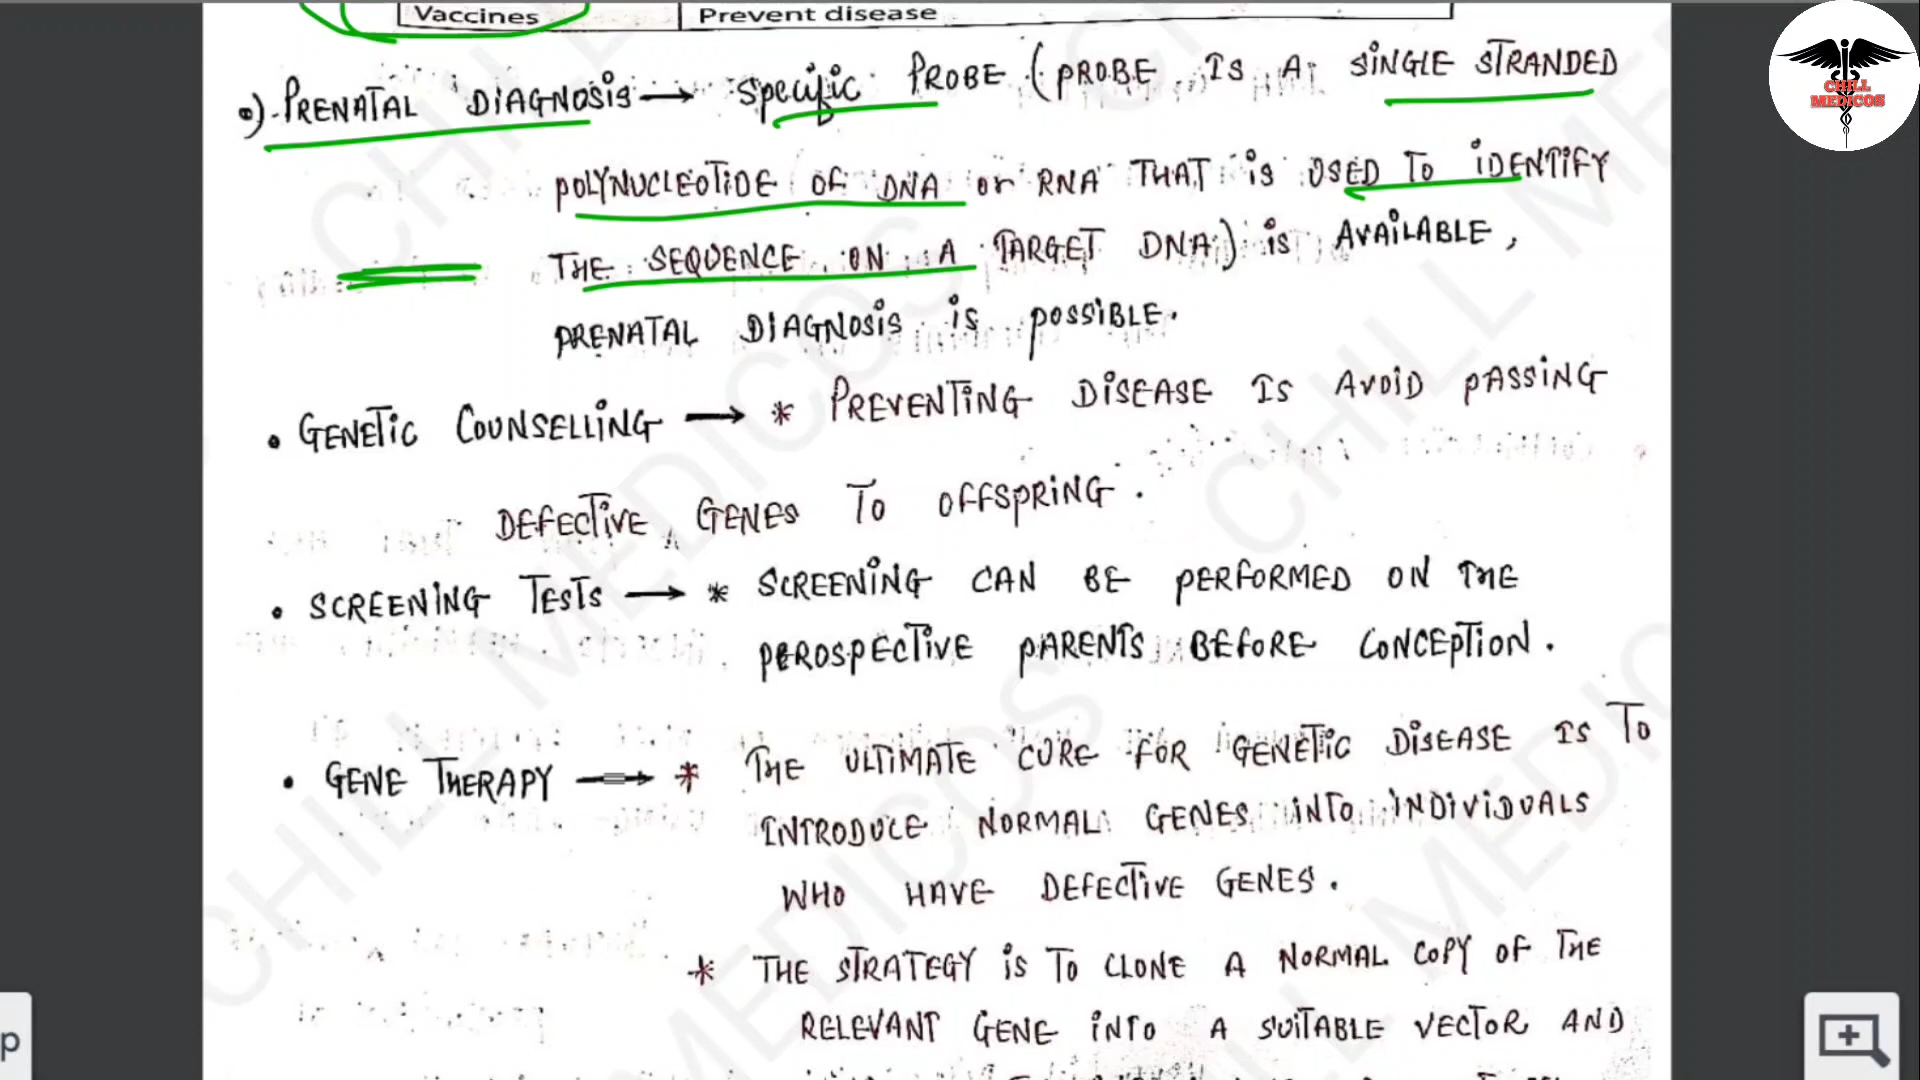 Vaccines Prevent disease
CHILL MEDICOS
•) PRENATAL DIAGNOSIS → Specific PROBE (PROBE IS A SINGLE STRANDED
POLYNUCLEOTIDE OF DNA or RNA THAT is USED TO IDENTIFY
THE SEQUENCE ON A TARGET DNA) is AVAILABLE,
PRENATAL DIAGNOSIS is POSSIBLE.
• GENETIC COUNSELLING → * PREVENTING DISEASE IS AVOID PASSING
DEFECTIVE GENES TO OFFSPRING.
• SCREENING TESTS → * SCREENING CAN BE PERFORMED ON THE
PEROSPECTIVE PARENTS BEFORE CONCEPTION.
• GENE THERAPY → * THE ULTIMATE CURE FOR GENETIC DISEASE IS TO
INTRODUCE NORMAL GENES INTO INDIVIDUALS
WHO HAVE DEFECTIVE GENES.
* THE STRATEGY is TO CLONE A NORMAL COPY OF THE
RELEVANT GENE INTO A SUITABLE VECTOR AND
p
CHILL MEDICOS